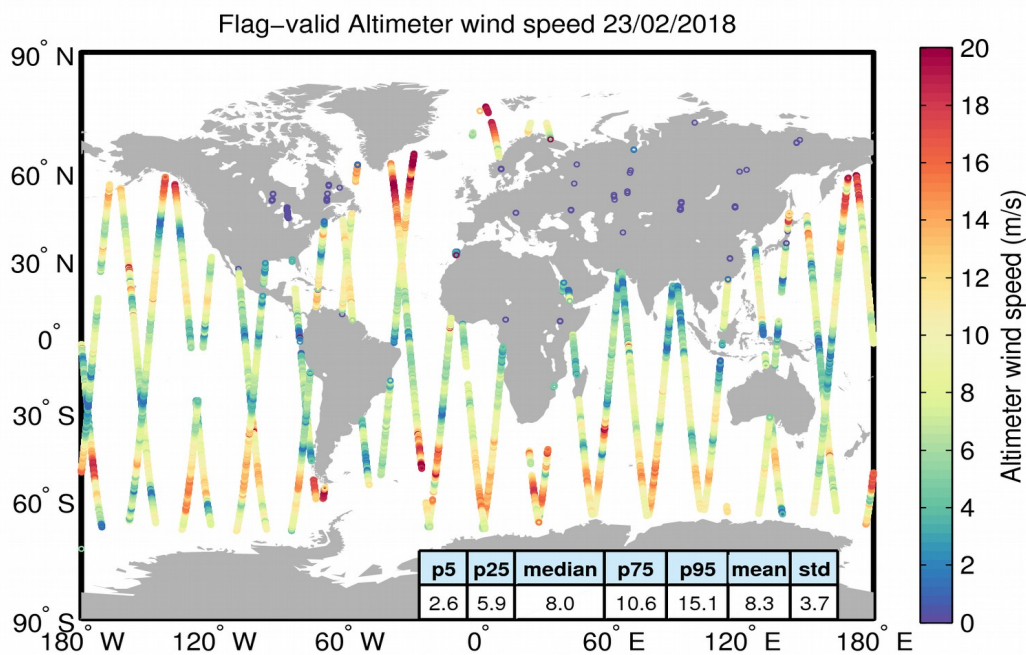 Flag−valid Altimeter wind speed 23/02/2018
90° N
60° N
30° N
0°
30° S
60° S
90° S
180° W
120° W
60° W
0°
60° E
120° E
180° E
p5 p25 median p75 p95 mean std
2.6 5.9 8.0 10.6 15.1 8.3 3.7
20
18
16
14
12
10
8
6
4
2
0
Altimeter wind speed (m/s)